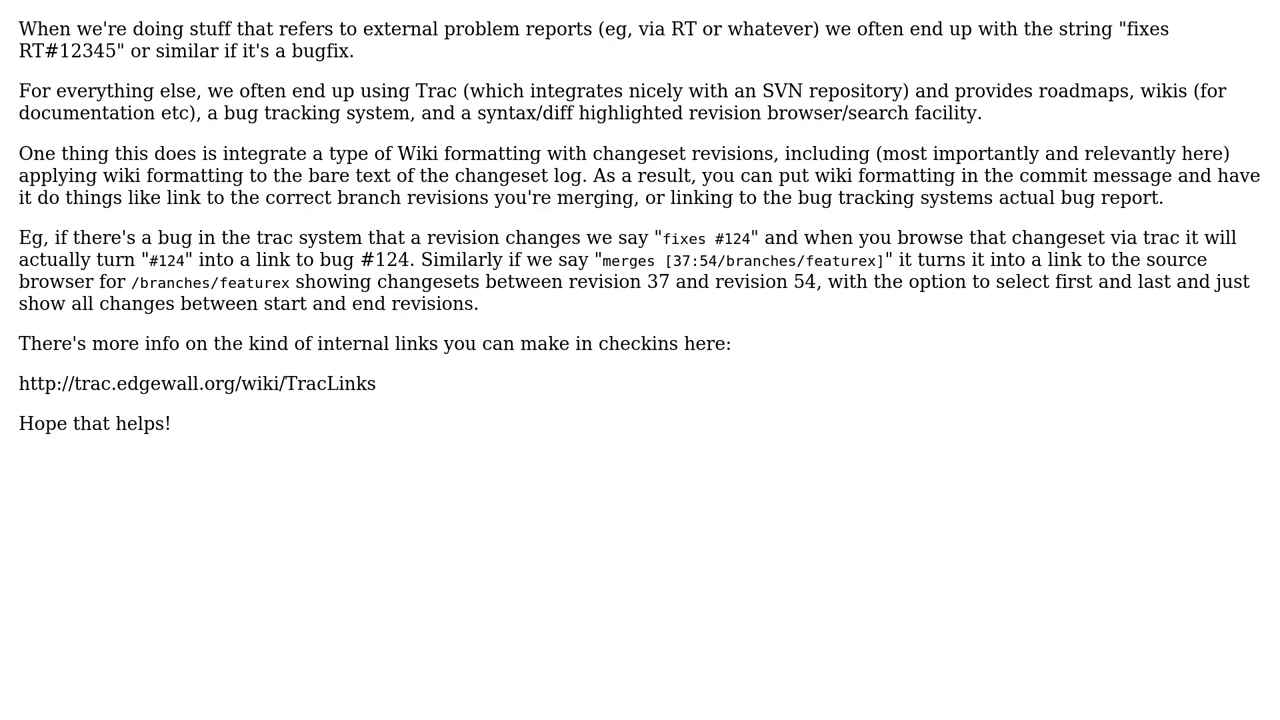 When we're doing stuff that refers to external problem reports (eg, via RT or whatever) we often end up with the string "fixes
RT#12345" or similar if it's a bugfix.
For everything else, we often end up using Trac (which integrates nicely with an SVN repository) and provides roadmaps, wikis (for
documentation etc), a bug tracking system, and a syntax/diff highlighted revision browser/search facility.
One thing this does is integrate a type of Wiki formatting with changeset revisions, including (most importantly and relevantly here)
applying wiki formatting to the bare text of the changeset log. As a result, you can put wiki formatting in the commit message and have
it do things like link to the correct branch revisions you're merging, or linking to the bug tracking systems actual bug report.
Eg, if there's a bug in the trac system that a revision changes we say "fixes #124" and when you browse that changeset via trac it will
actually turn "#124" into a link to bug #124. Similarly if we say "merges [37:54/branches/featurex]" it turns it into a link to the source
browser for /branches/featurex showing changesets between revision 37 and revision 54, with the option to select first and last and just
show all changes between start and end revisions.
There's more info on the kind of internal links you can make in checkins here:
http://trac.edgewall.org/wiki/TracLinks
Hope that helps!